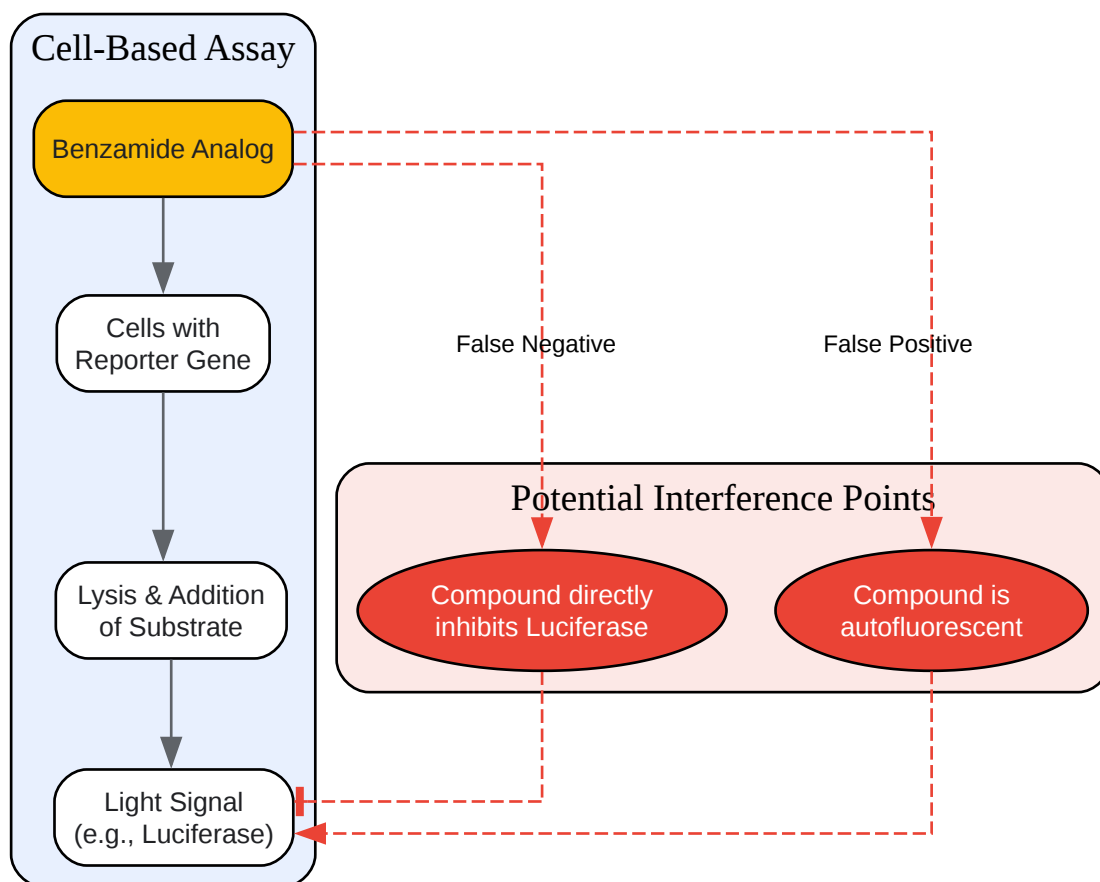 Cell-Based Assay
Benzamide Analog
Cells with
Reporter Gene
False Negative
False Positive
Potential Interference Points
Lysis & Addition
of Substrate
Compound directly
inhibits Luciferase
Compound is
autofluorescent
Light Signal
(e.g., Luciferase)